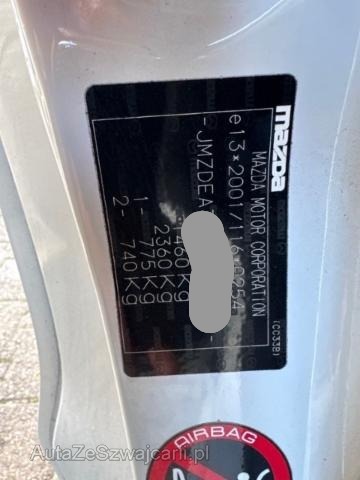 mazda
MAZDA MOTOR CORPORATION
e13*2001/116*0254
-JMZDEA
1460 Kg
2360 Kg
1- 775 Kg
2- 740 Kg
AIRBAG
AutaZeSzwajcarii.pl